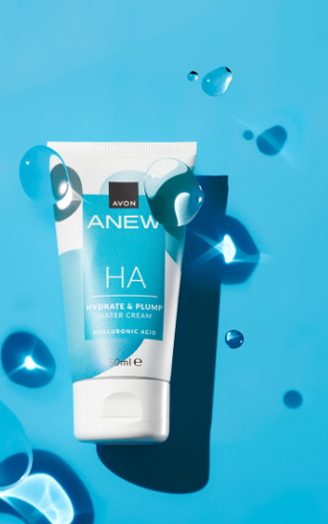 AVON
ANEW
HA
HYDRATE & PLUMP
WATER CREAM
HYALURONIC ACID
50ml e